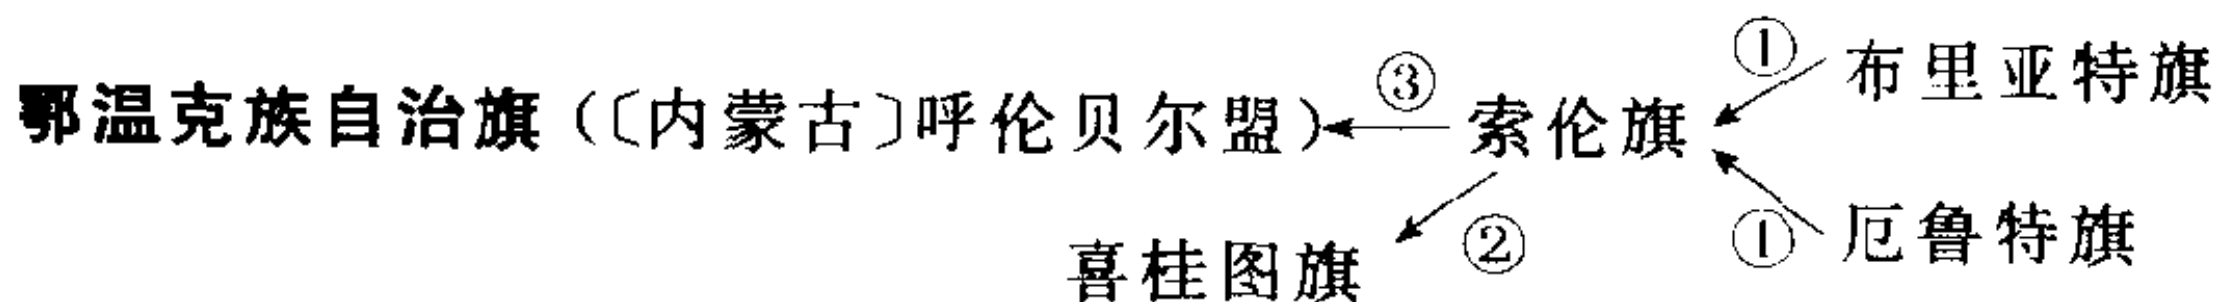 ① 布里亚特旗
鄂温克族自治旗(〔内蒙古〕呼伦贝尔盟) ③ 索伦旗
喜桂图旗 ② ① 厄鲁特旗